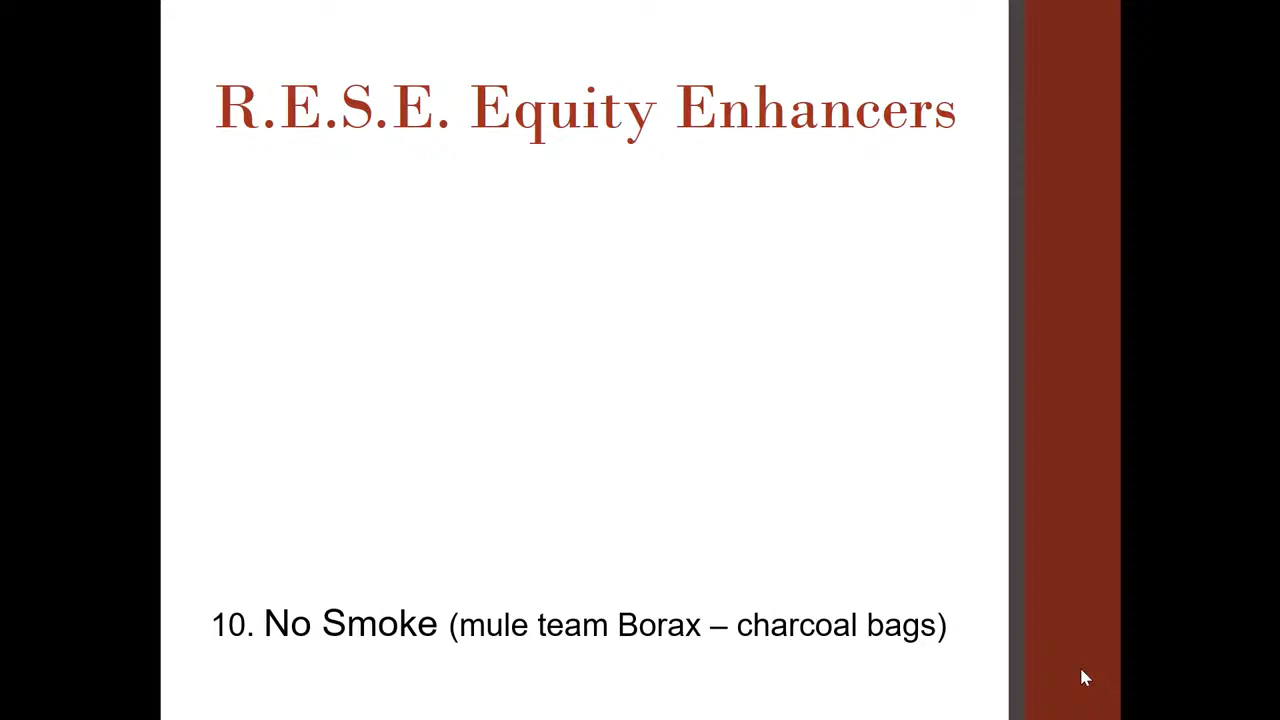 R.E.S.E. Equity Enhancers
10. No Smoke (mule team Borax – charcoal bags)